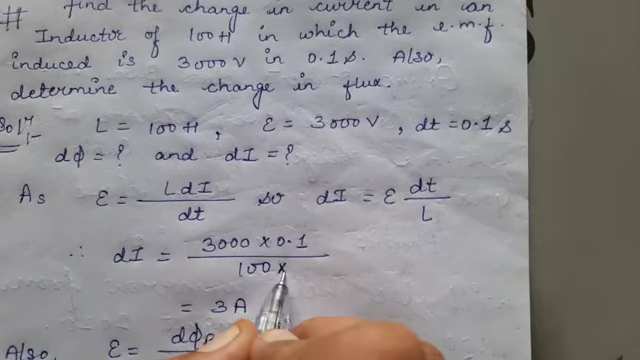 # find the change in current in an
Inductor of 100H in which the e.m.f.
induced is 3000V in 0.1s. Also,
determine the change in flux.
Solⁿ:- L = 100H, ε = 3000V, dt = 0.1s
dϕ = ? and dI = ?
As ε = LdI/dt so dI = ε dt/L
∴ dI = 3000 × 0.1 / 100 ×
= 3A
Also, ε = dϕ